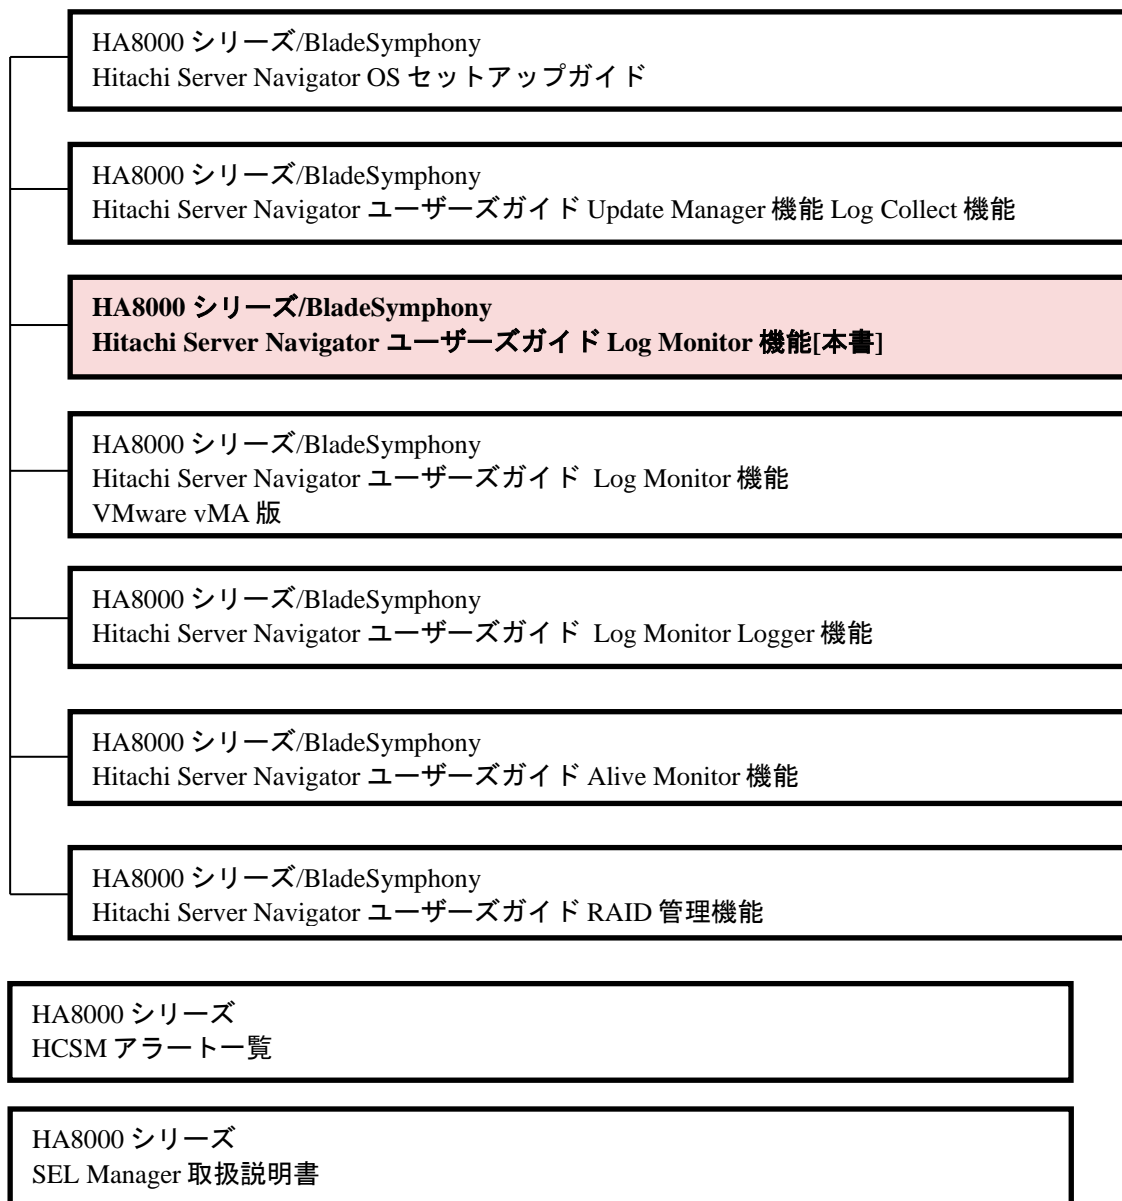 HA8000 シリーズ/BladeSymphony
Hitachi Server Navigator OS セットアップガイド
HA8000 シリーズ/BladeSymphony
Hitachi Server Navigator ユーザーズガイド Update Manager 機能 Log Collect 機能
HA8000 シリーズ/BladeSymphony
Hitachi Server Navigator ユーザーズガイド Log Monitor 機能[本書]
HA8000 シリーズ/BladeSymphony
Hitachi Server Navigator ユーザーズガイド Log Monitor 機能
VMware vMA 版
HA8000 シリーズ/BladeSymphony
Hitachi Server Navigator ユーザーズガイド Log Monitor Logger 機能
HA8000 シリーズ/BladeSymphony
Hitachi Server Navigator ユーザーズガイド Alive Monitor 機能
HA8000 シリーズ/BladeSymphony
Hitachi Server Navigator ユーザーズガイド RAID 管理機能
HA8000 シリーズ
HCSM アラート一覧
HA8000 シリーズ
SEL Manager 取扱説明書